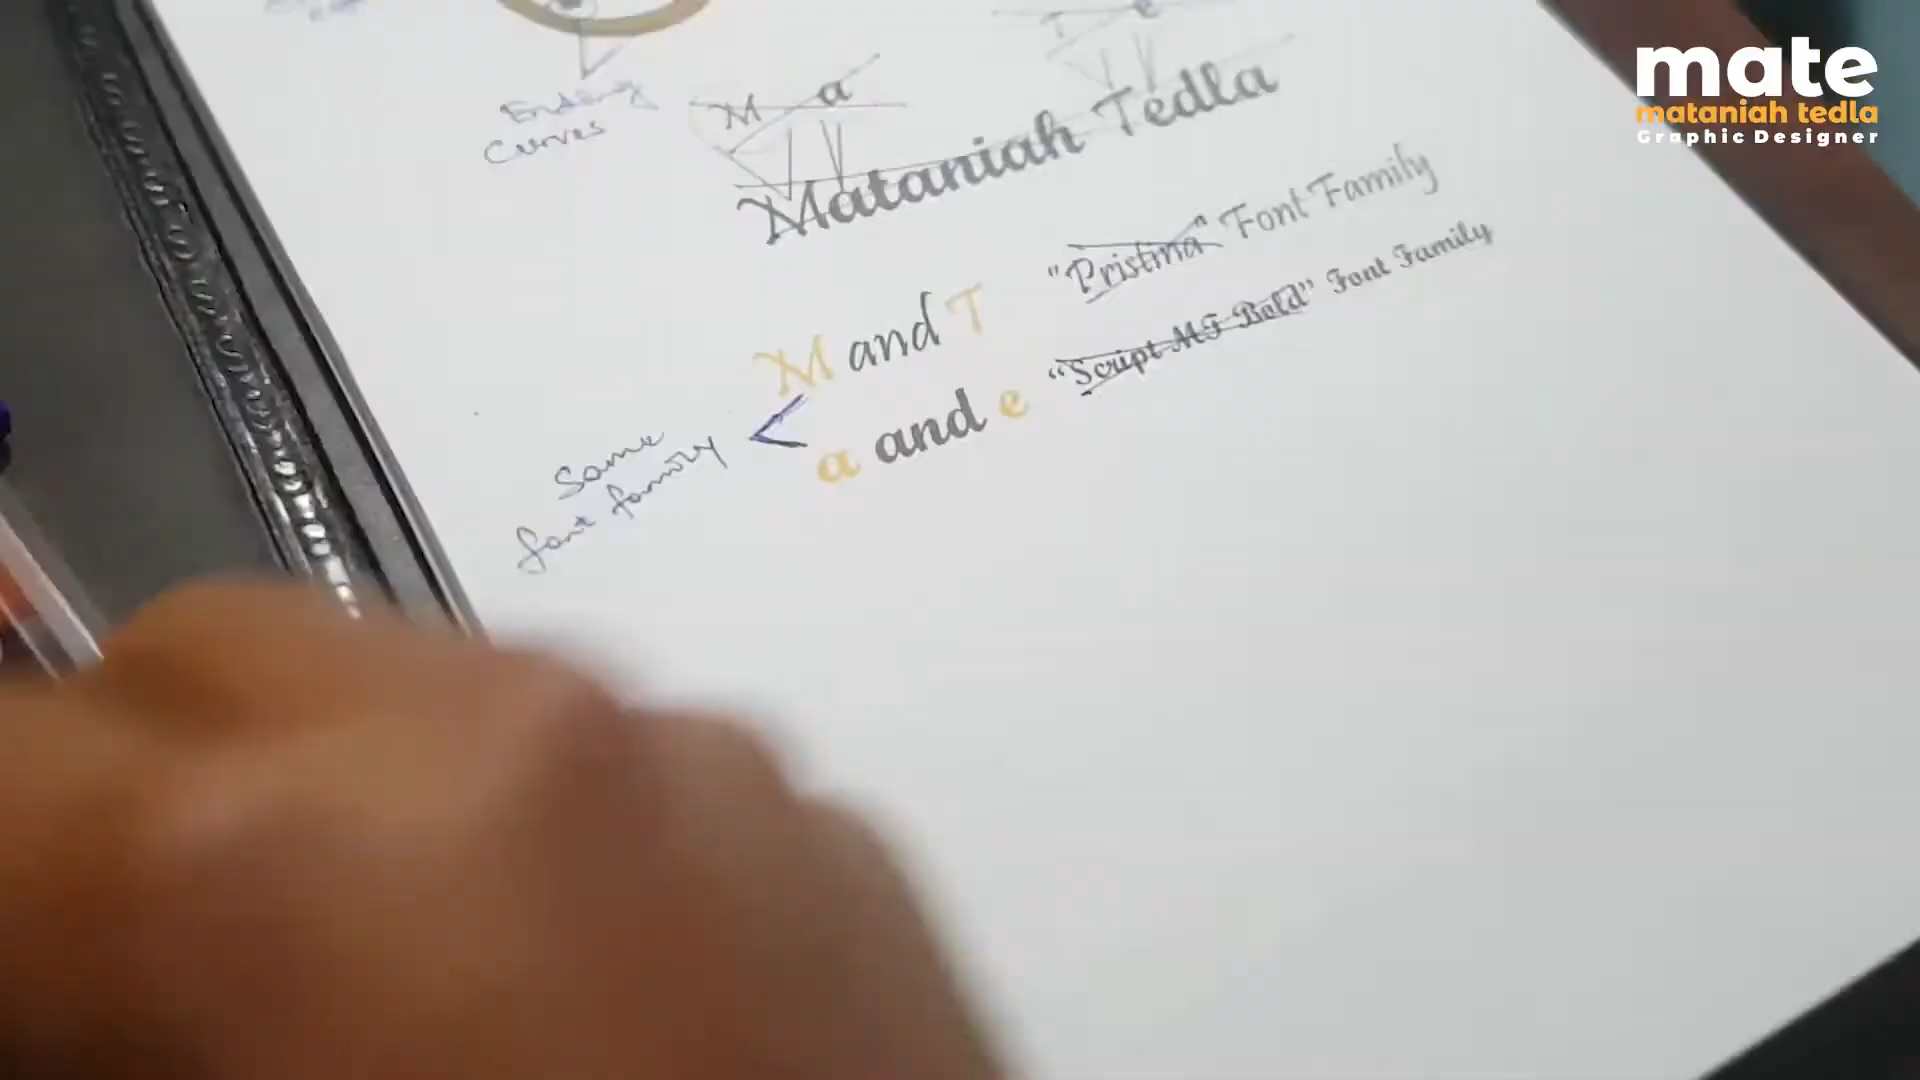 mate
mataniah tedla
Graphic Designer
T e
Ending
Curves
M a
Mataniah Tedla
M and T "Pristina" Font Family
a and e "Script MT Bold" Font Family
Same
font family <